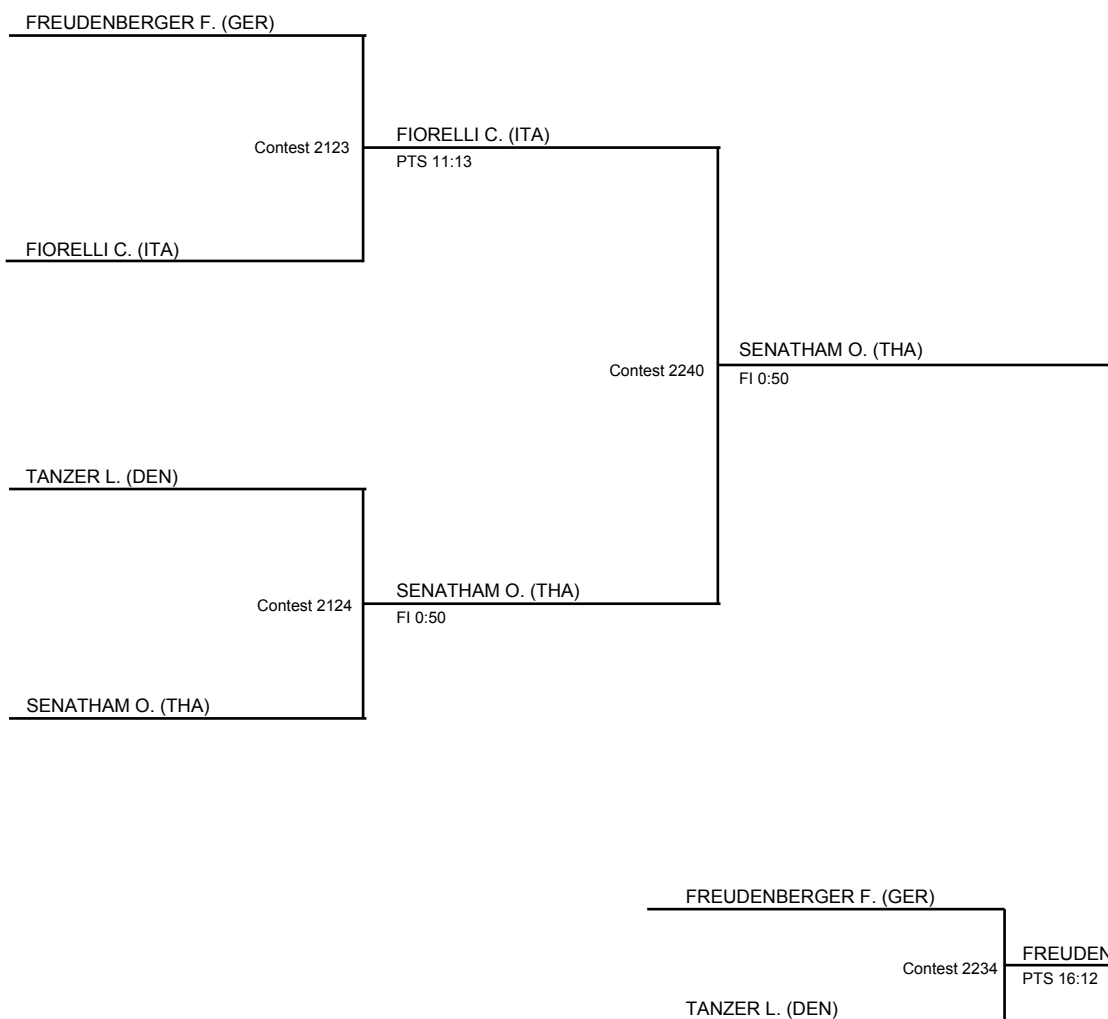 FREUDENBERGER F. (GER)
Contest 2123
FIORELLI C. (ITA)
PTS 11:13
FIORELLI C. (ITA)
Contest 2240
SENATHAM O. (THA)
FI 0:50
TANZER L. (DEN)
Contest 2124
SENATHAM O. (THA)
FI 0:50
SENATHAM O. (THA)
FREUDENBERGER F. (GER)
Contest 2234
FREUDEN
PTS 16:12
TANZER L. (DEN)